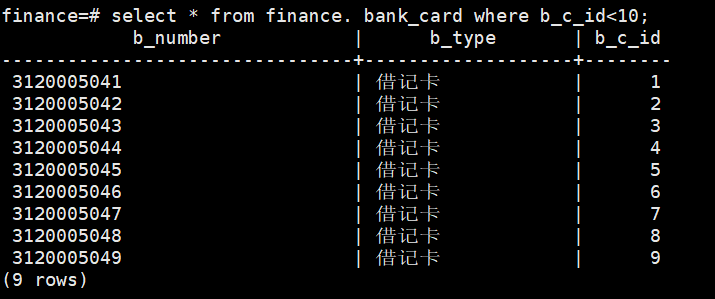 finance=# select * from finance. bank_card where b_c_id<10;
            b_number            |      b_type       | b_c_id
--------------------------------+-------------------+--------
 3120005041                     | 借记卡            |      1
 3120005042                     | 借记卡            |      2
 3120005043                     | 借记卡            |      3
 3120005044                     | 借记卡            |      4
 3120005045                     | 借记卡            |      5
 3120005046                     | 借记卡            |      6
 3120005047                     | 借记卡            |      7
 3120005048                     | 借记卡            |      8
 3120005049                     | 借记卡            |      9
(9 rows)